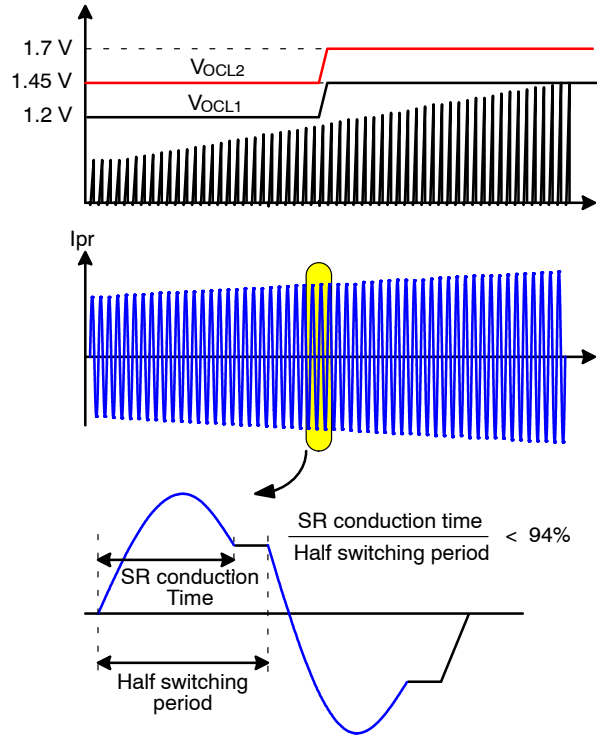 1.7 V
VOCL2
1.45 V
VOCL1
1.2 V
Ipr
SR conduction time
Half switching period
< 94%
SR conduction
Time
Half switching
period